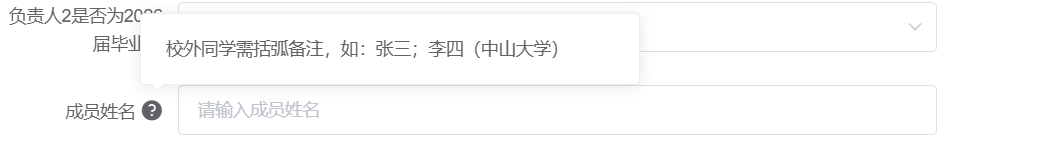 负责人2是否为2026
届毕业
校外同学需括弧备注，如：张三；李四（中山大学）
成员姓名 ?
请输入成员姓名